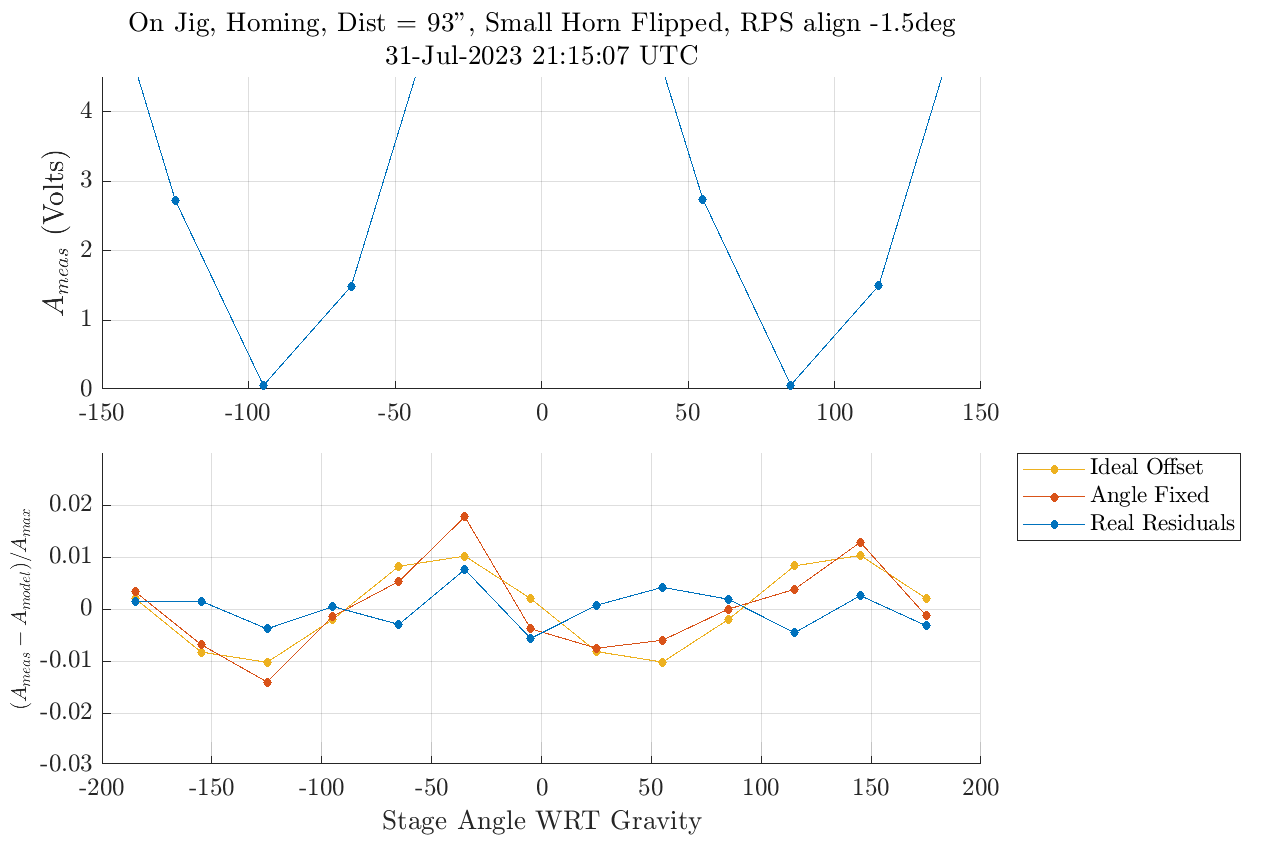 On Jig, Homing, Dist = 93", Small Horn Flipped, RPS align -1.5deg
31-Jul-2023 21:15:07 UTC
A_meas (Volts)
4
3
2
1
0
-150 -100 -50 0 50 100 150
(A_meas − A_model)/A_max
0.02
0.01
0
-0.01
-0.02
-0.03
-200 -150 -100 -50 0 50 100 150 200
Stage Angle WRT Gravity
Ideal Offset
Angle Fixed
Real Residuals